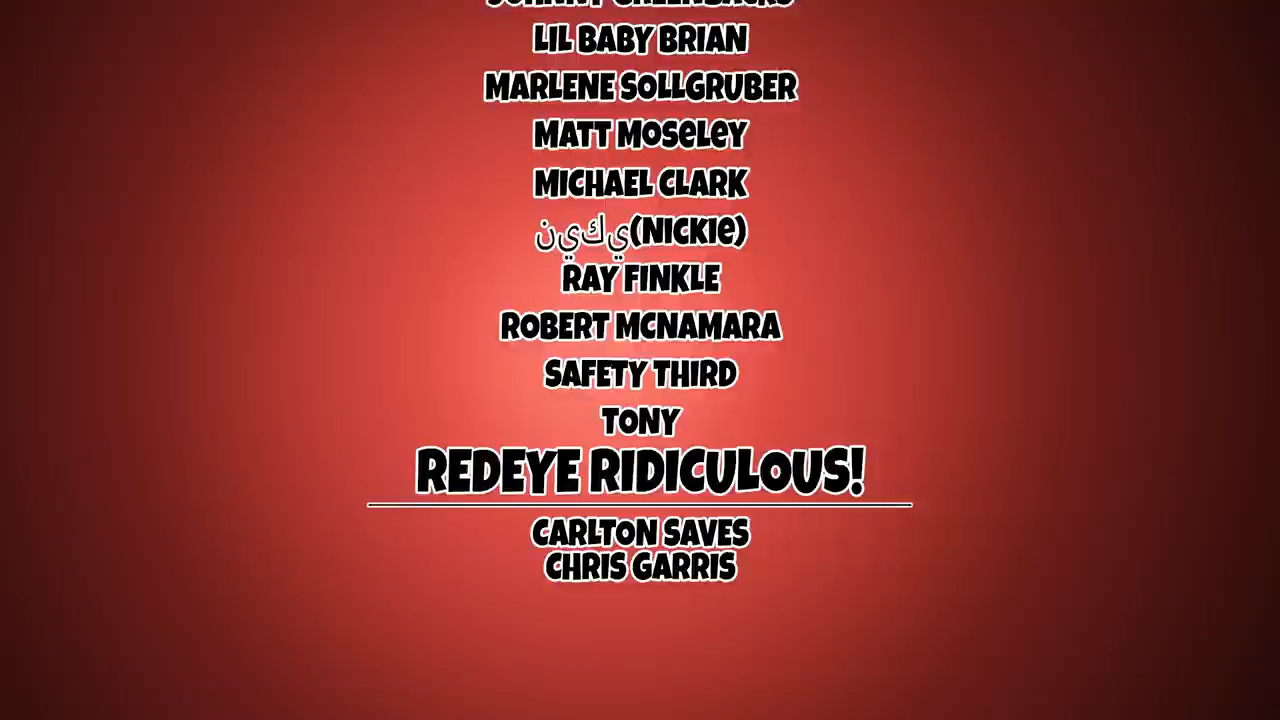 LIL BABY BRIAN
MARLENE SOLLGRUBER
MATT MOSELEY
MICHAEL CLARK
نيكي(NICKIE)
RAY FINKLE
ROBERT MCNAMARA
SAFETY THIRD
TONY
REDEYE RIDICULOUS!
CARLTON SAVES
CHRIS GARRIS